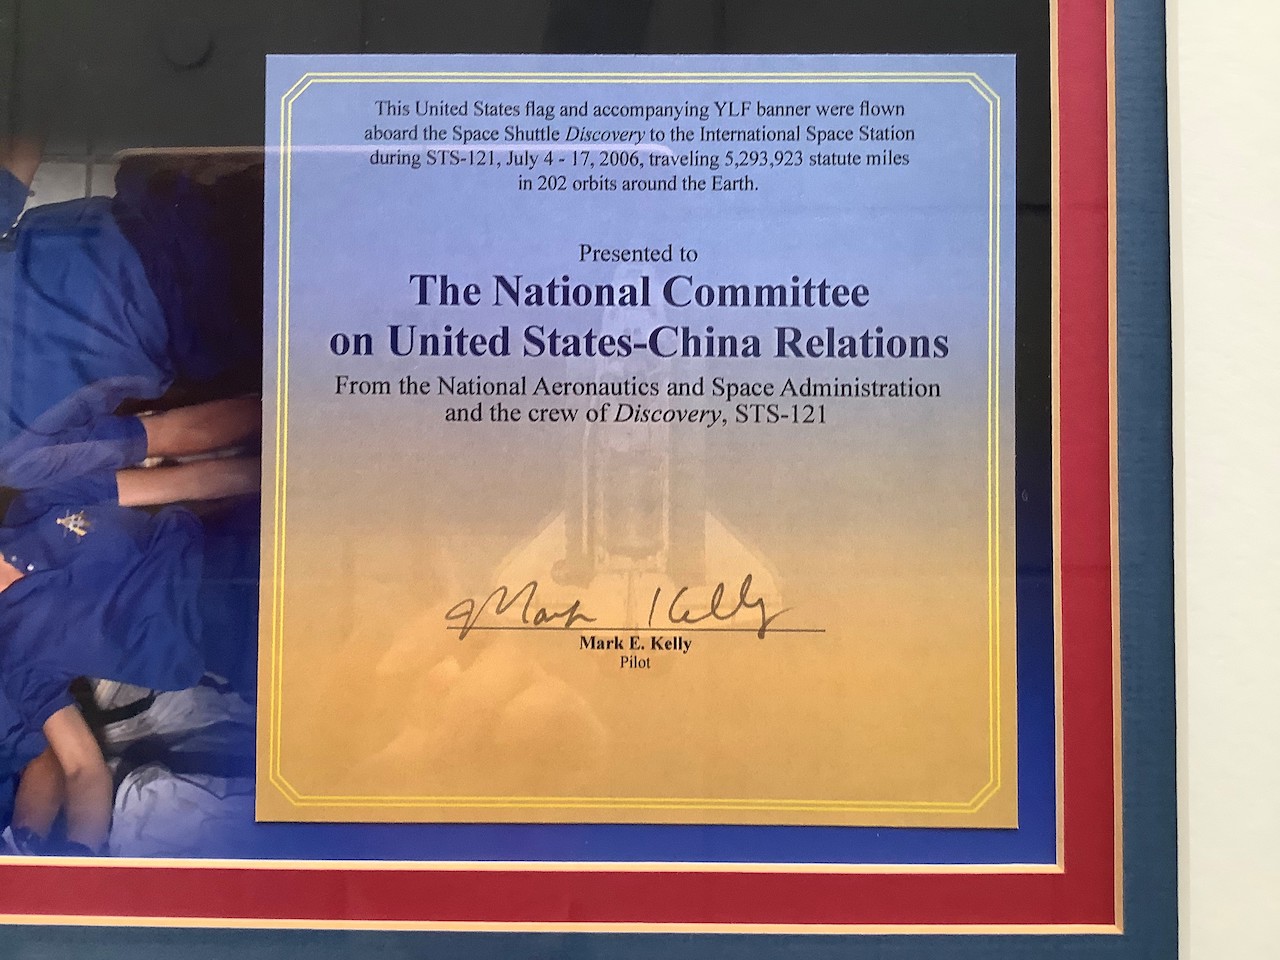 This United States flag and accompanying YLF banner were flown
aboard the Space Shuttle Discovery to the International Space Station
during STS-121, July 4 - 17, 2006, traveling 5,293,923 statute miles
in 202 orbits around the Earth.
Presented to
The National Committee
on United States-China Relations
From the National Aeronautics and Space Administration
and the crew of Discovery, STS-121
Mark Kelly
Mark E. Kelly
Pilot